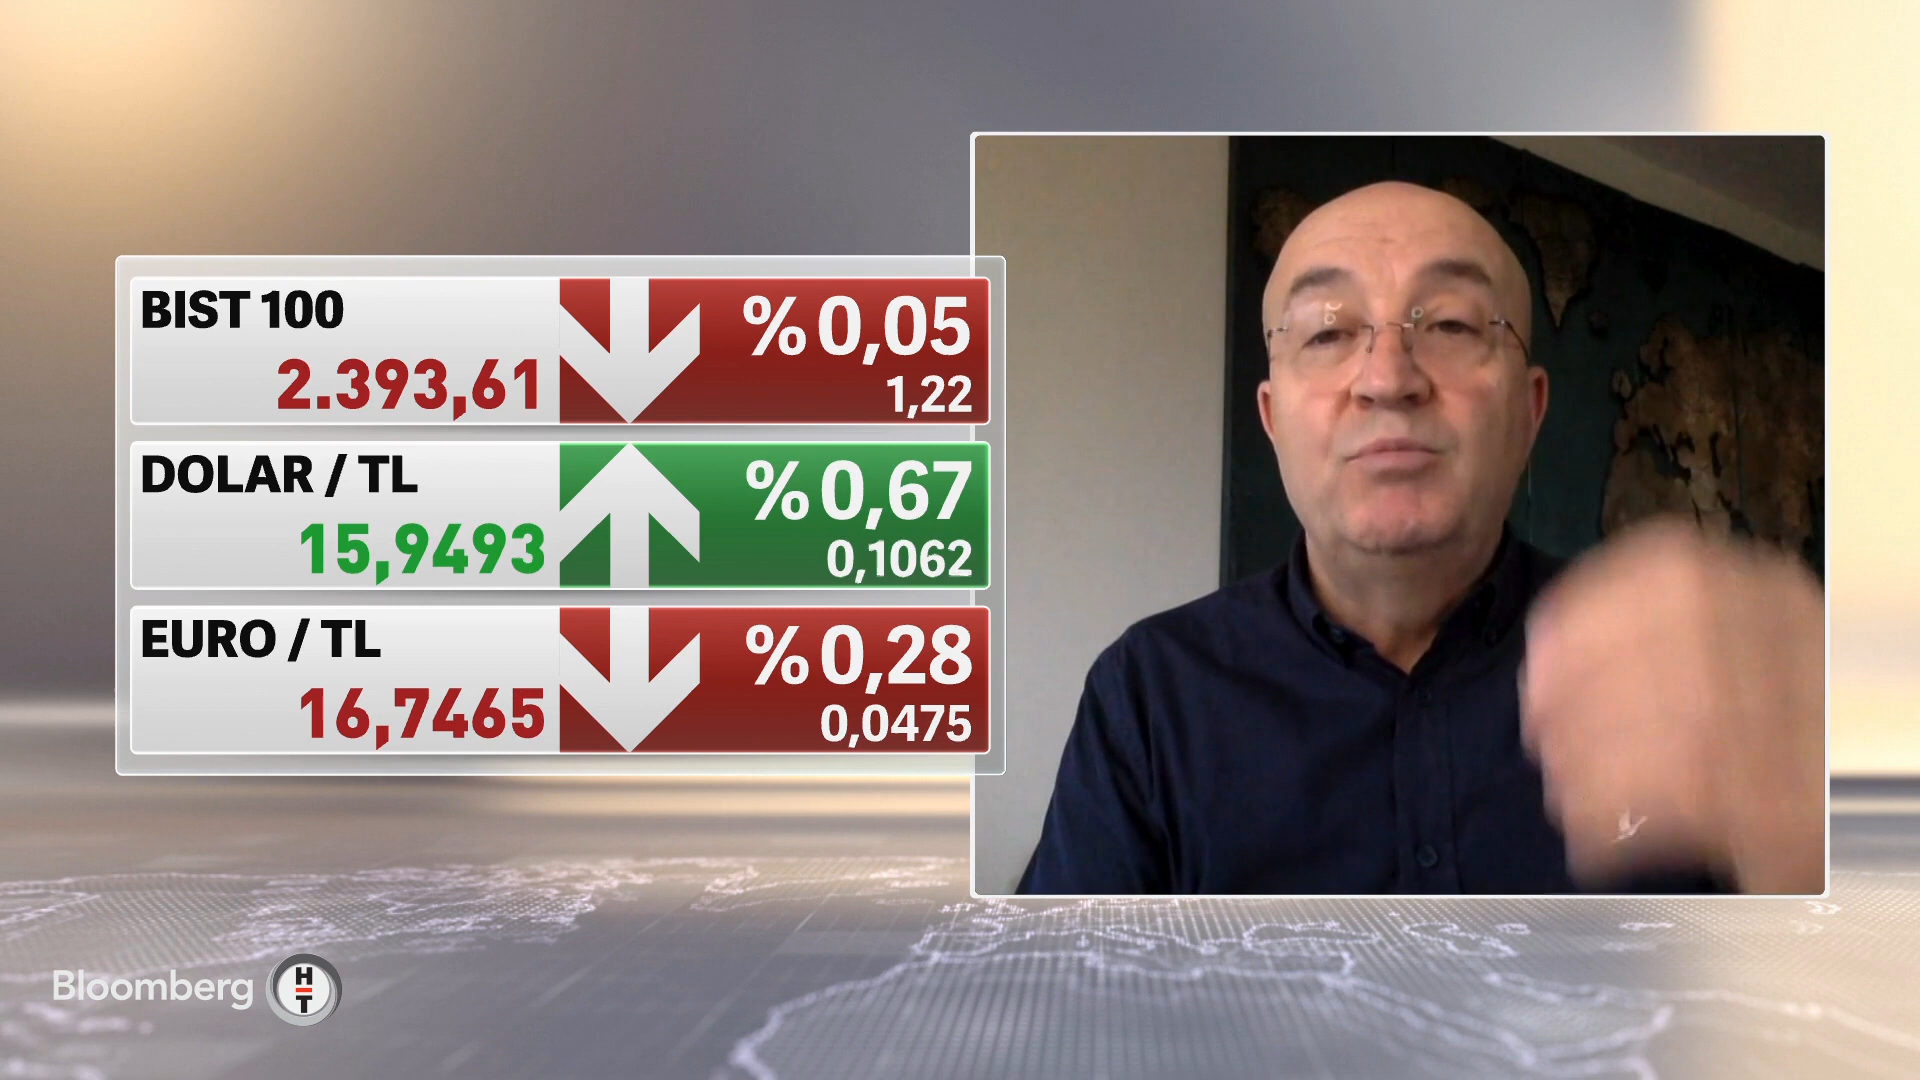 BIST 100
2.393,61
%0,05
1,22
DOLAR / TL
15,9493
%0,67
0,1062
EURO / TL
16,7465
%0,28
0,0475
Bloomberg HT